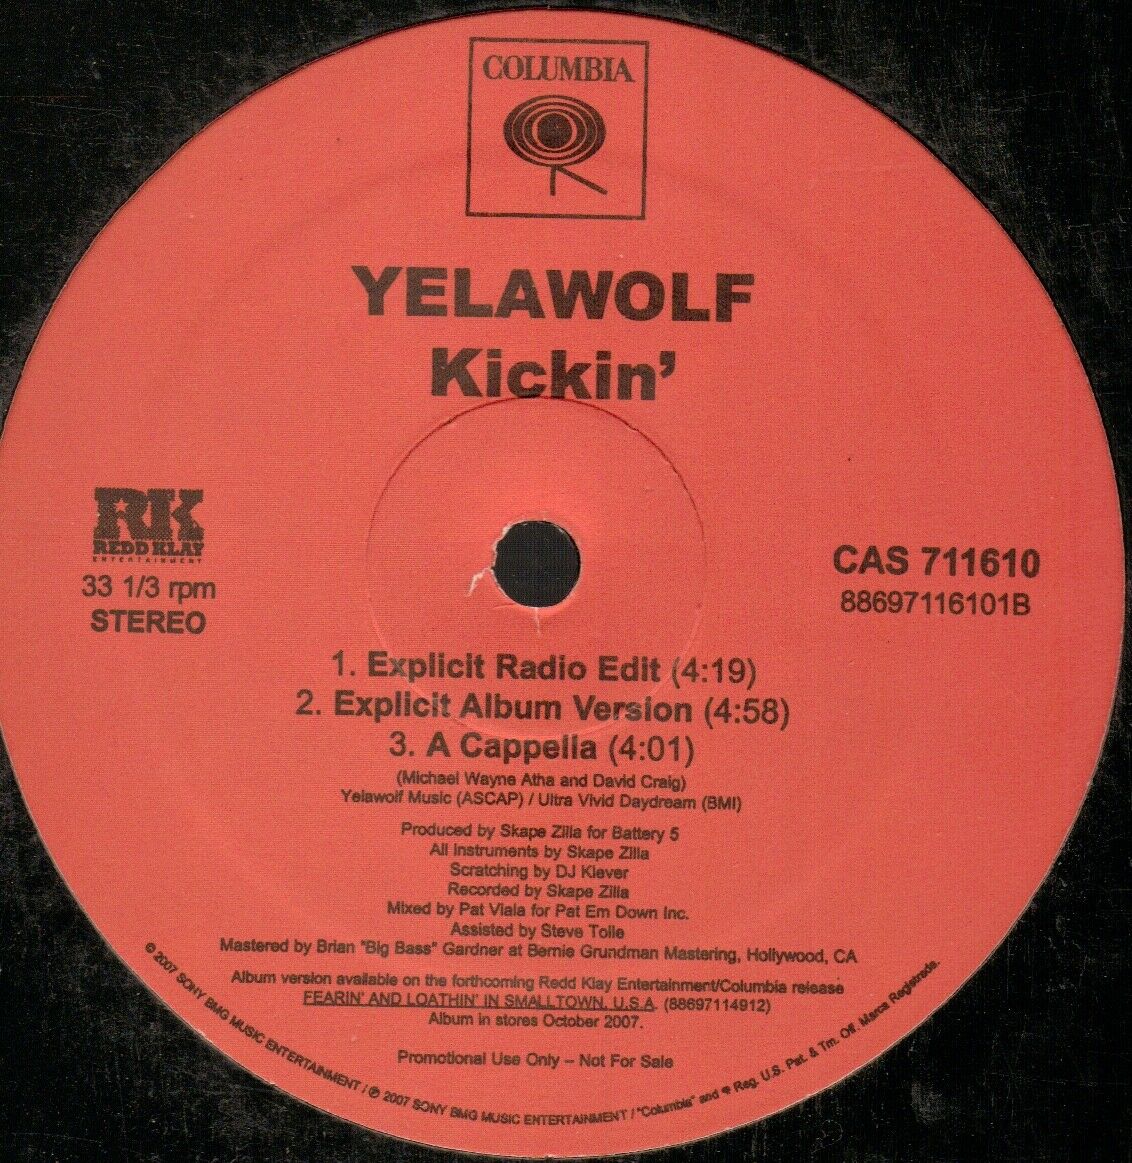 COLUMBIA
YELAWOLF
Kickin'
RK
REDD KLAY
ENTERTAINMENT
33 1/3 rpm
STEREO
CAS 711610
88697116101B
1. Explicit Radio Edit (4:19)
2. Explicit Album Version (4:58)
3. A Cappella (4:01)
(Michael Wayne Atha and David Craig)
Yelawolf Music (ASCAP) / Ultra Vivid Daydream (BMI)
Produced by Skape Zilla for Battery 5
All Instruments by Skape Zilla
Scratching by DJ Klever
Recorded by Skape Zilla
Mixed by Pat Viala for Pat Em Down Inc.
Assisted by Steve Tolle
Mastered by Brian "Big Bass" Gardner at Bernie Grundman Mastering, Hollywood, CA
Album version available on the forthcoming Redd Klay Entertainment/Columbia release
FEARIN' AND LOATHIN' IN SMALLTOWN, U.S.A. (88697114912)
Album in stores October 2007.
Promotional Use Only – Not For Sale
© 2007 SONY BMG MUSIC ENTERTAINMENT / ℗ 2007 SONY BMG MUSIC ENTERTAINMENT / "Columbia" and Reg. U.S. Pat. & Tm. Off. Marca Registrada.